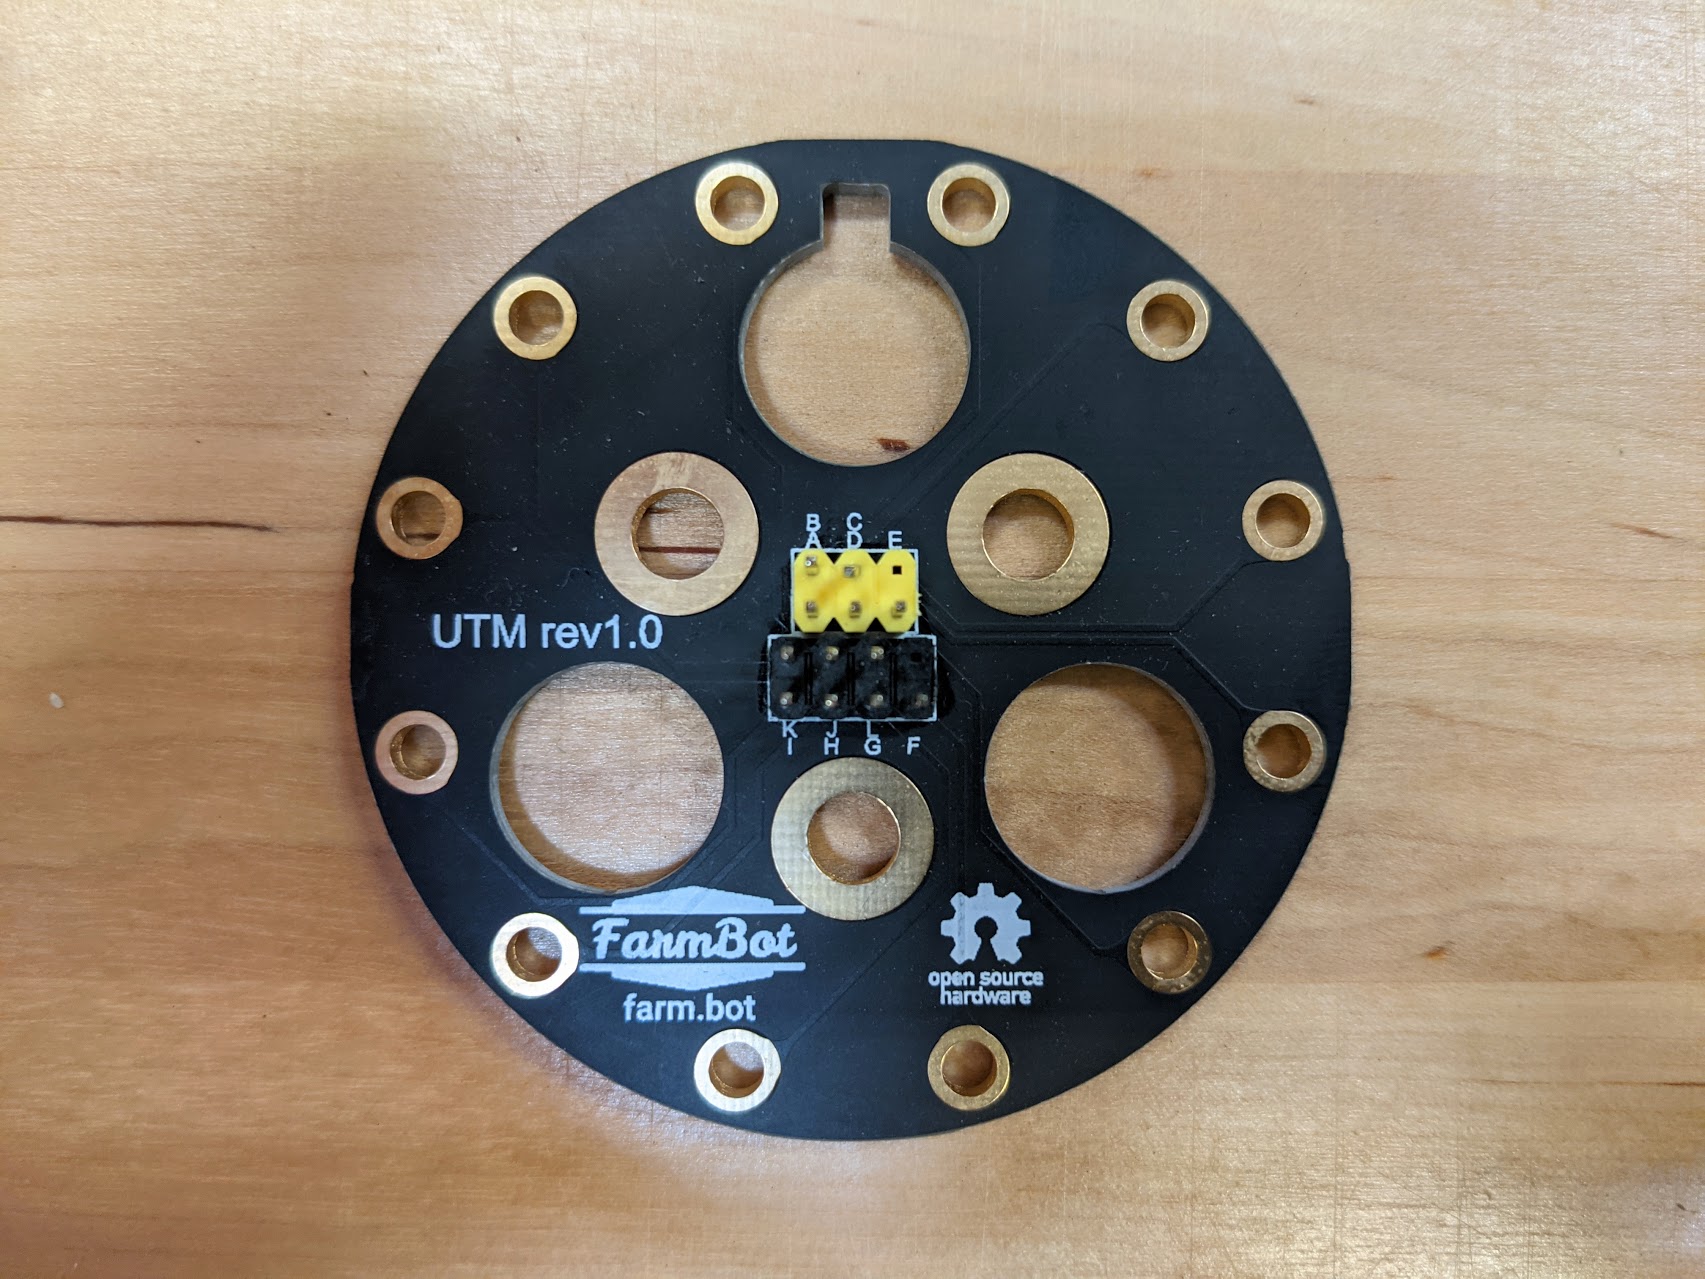 B C
A D E
UTM rev1.0
K J L
I H G F
FarmBot
farm.bot
open source
hardware